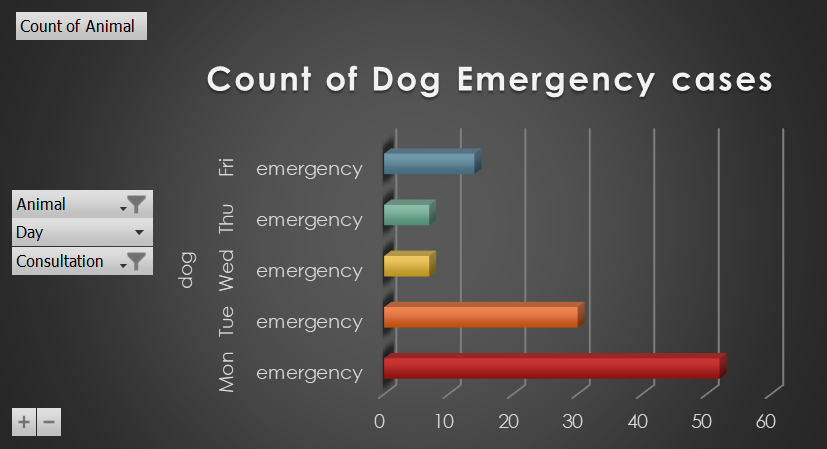 Count of Animal
Count of Dog Emergency cases
Animal
Day
Consultation
dog
Fri emergency
Thu emergency
Wed emergency
Tue emergency
Mon emergency
0 10 20 30 40 50 60